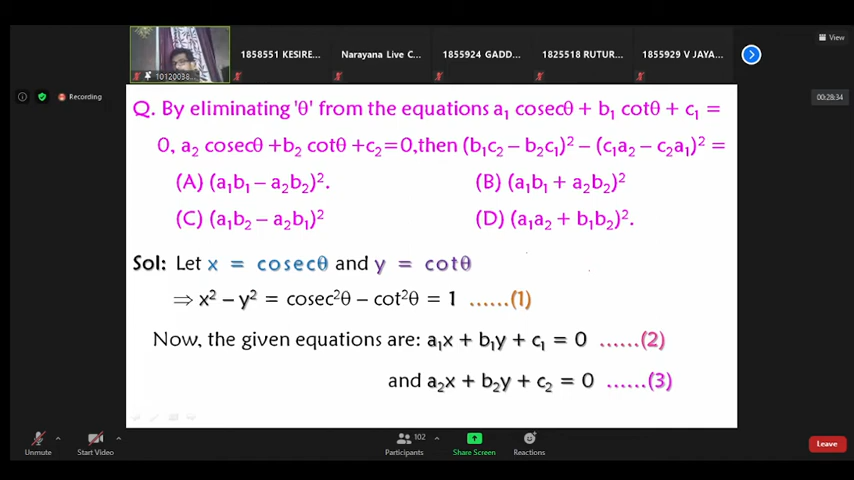 View
1858551 KESIRE... Narayana Live C... 1855924 GADD... 1825518 RUTUR... 1855929 V JAYA...
10120038...
Recording
00:28:34
Q. By eliminating 'θ' from the equations a₁ cosecθ + b₁ cotθ + c₁ =
0, a₂ cosecθ +b₂ cotθ +c₂=0,then (b₁c₂ – b₂c₁)² – (c₁a₂ – c₂a₁)² =
(A) (a₁b₁ – a₂b₂)². (B) (a₁b₁ + a₂b₂)²
(C) (a₁b₂ – a₂b₁)² (D) (a₁a₂ + b₁b₂)².
Sol: Let x = cosecθ and y = cotθ
⇒ x² – y² = cosec²θ – cot²θ = 1 ......(1)
Now, the given equations are: a₁x + b₁y + c₁ = 0 ......(2)
and a₂x + b₂y + c₂ = 0 ......(3)
102
Unmute Start Video Participants Share Screen Reactions Leave